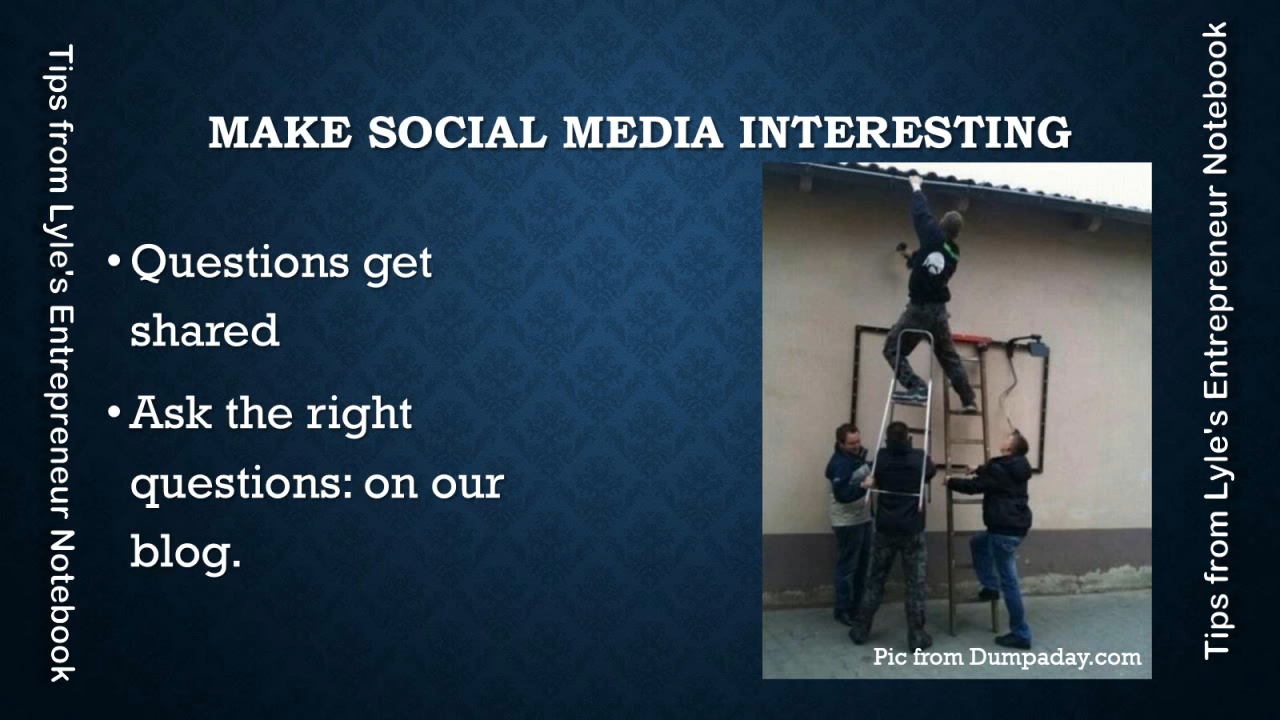 Tips from Lyle's Entrepreneur Notebook
MAKE SOCIAL MEDIA INTERESTING
• Questions get
shared
• Ask the right
questions: on our
blog.
Pic from Dumpaday.com
Tips from Lyle's Entrepreneur Notebook